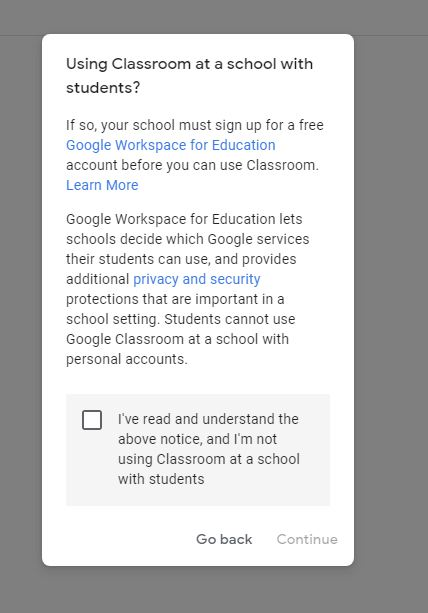 Using Classroom at a school with
students?
If so, your school must sign up for a free
Google Workspace for Education
account before you can use Classroom.
Learn More
Google Workspace for Education lets
schools decide which Google services
their students can use, and provides
additional privacy and security
protections that are important in a
school setting. Students cannot use
Google Classroom at a school with
personal accounts.
I've read and understand the
above notice, and I'm not
using Classroom at a school
with students
Go back Continue